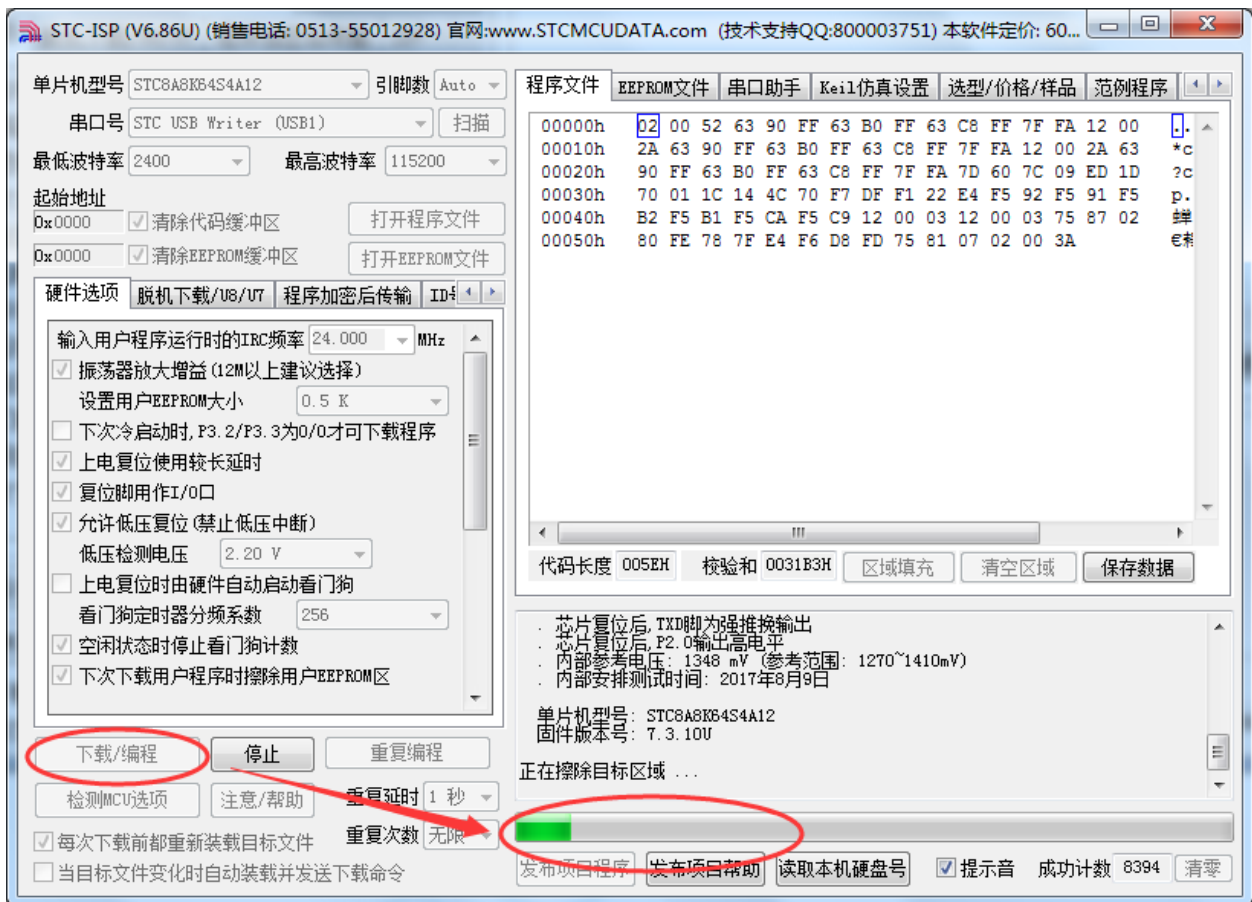 STC-ISP (V6.86U) (销售电话: 0513-55012928) 官网:www.STCMCUDATA.com (技术支持QQ:800003751) 本软件定价: 60...
单片机型号 STC8A8K64S4A12 引脚数 Auto
串口号 STC USB Writer (USB1) 扫描
最低波特率 2400 最高波特率 115200
起始地址
0x0000 清除代码缓冲区 打开程序文件
0x0000 清除EEPROM缓冲区 打开EEPROM文件
硬件选项 脱机下载/U8/U7 程序加密后传输
输入用户程序运行时的IRC频率 24.000 MHz
振荡器放大增益(12M以上建议选择)
设置用户EEPROM大小 0.5 K
下次冷启动时,P3.2/P3.3为0/0才可下载程序
上电复位使用较长延时
复位脚用作I/O口
允许低压复位(禁止低压中断)
低压检测电压 2.20 V
上电复位时由硬件自动启动看门狗
看门狗定时器分频系数 256
空闲状态时停止看门狗计数
下次下载用户程序时擦除用户EEPROM区
下载/编程 停止 重复编程
检测MCU选项 注意/帮助 重复延时 1 秒
每次下载前都重新装载目标文件 重复次数 无限
当目标文件变化时自动装载并发送下载命令
程序文件 EEPROM文件 串口助手 Keil仿真设置 选型/价格/样品 范例程序
00000h 02 00 52 63 90 FF 63 B0 FF 63 C8 FF 7F FA 12 00 ..
00010h 2A 63 90 FF 63 B0 FF 63 C8 FF 7F FA 12 00 2A 63 *c
00020h 90 FF 63 B0 FF 63 C8 FF 7F FA 7D 60 7C 09 ED 1D ?c
00030h 70 01 1C 14 4C 70 F7 DF F1 22 E4 F5 92 F5 91 F5 p.
00040h B2 F5 B1 F5 CA F5 C9 12 00 03 12 00 03 75 87 02
00050h 80 FE 78 7F E4 F6 D8 FD 75 81 07 02 00 3A
代码长度 005EH 校验和 0031B3H 区域填充 清空区域 保存数据
. 芯片复位后,TXD脚为强推挽输出
. 芯片复位后,P2.0输出高电平
. 内部参考电压: 1348 mV (参考范围: 1270~1410mV)
. 内部安排测试时间: 2017年8月9日
单片机型号: STC8A8K64S4A12
固件版本号: 7.3.10U
正在擦除目标区域 ...
发布项目程序 发布项目帮助 读取本机硬盘号 提示音 成功计数 8394 清零